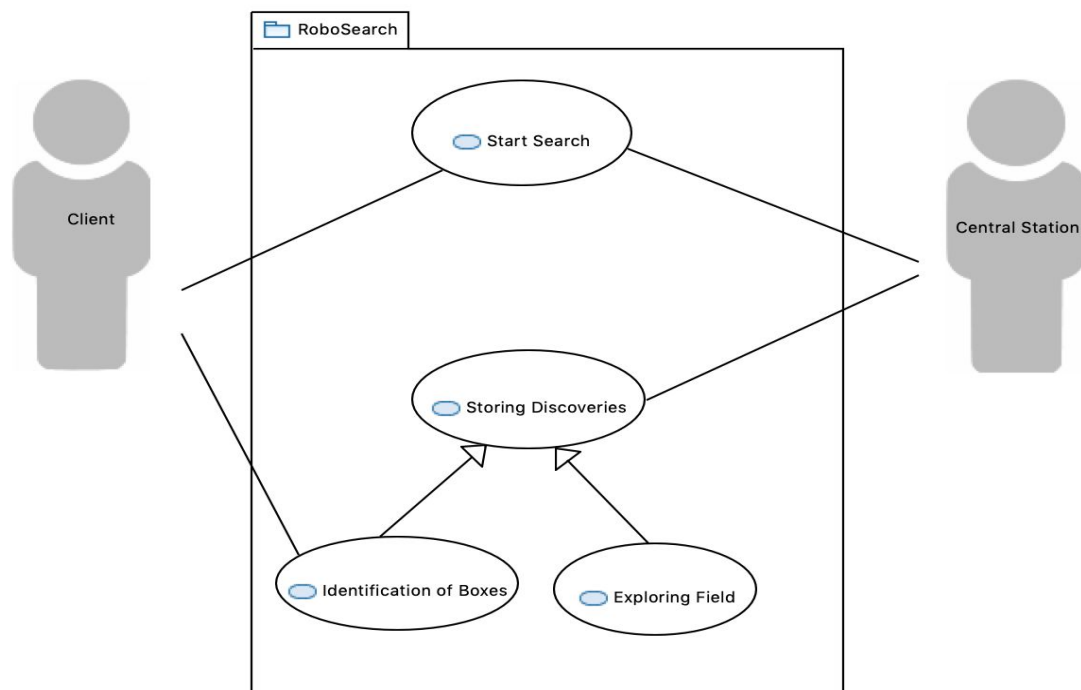 RoboSearch
Start Search
Client
Central Station
Storing Discoveries
Identification of Boxes
Exploring Field